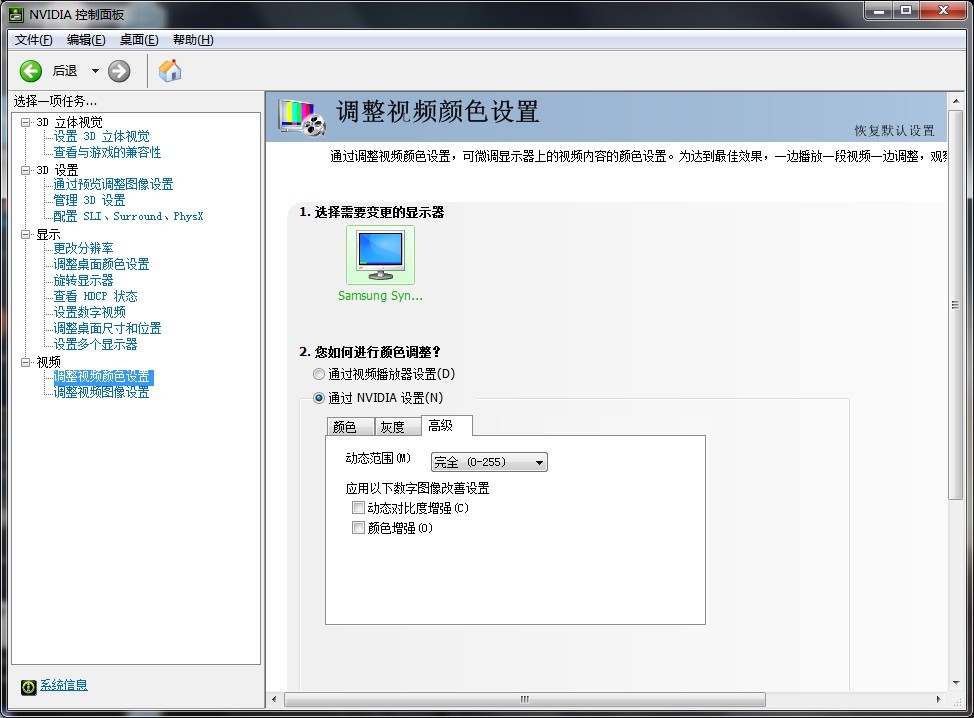 NVIDIA 控制面板
文件(F) 编辑(E) 桌面(D) 帮助(H)
后退
选择一项任务...
3D 立体视觉
设置 3D 立体视觉
查看与游戏的兼容性
3D 设置
通过预览调整图像设置
管理 3D 设置
配置 SLI、Surround、PhysX
显示
更改分辨率
调整桌面颜色设置
旋转显示器
查看 HDCP 状态
设置数字视频
调整桌面尺寸和位置
设置多个显示器
视频
调整视频颜色设置
调整视频图像设置
系统信息
调整视频颜色设置
恢复默认设置
通过调整视频颜色设置，可微调显示器上的视频内容的颜色设置。为达到最佳效果，一边播放一段视频一边调整，观
1. 选择需要变更的显示器
Samsung Syn...
2. 您如何进行颜色调整?
通过视频播放器设置(D)
通过 NVIDIA 设置(N)
颜色 灰度 高级
动态范围(M) 完全 (0-255)
应用以下数字图像改善设置
动态对比度增强(C)
颜色增强(O)